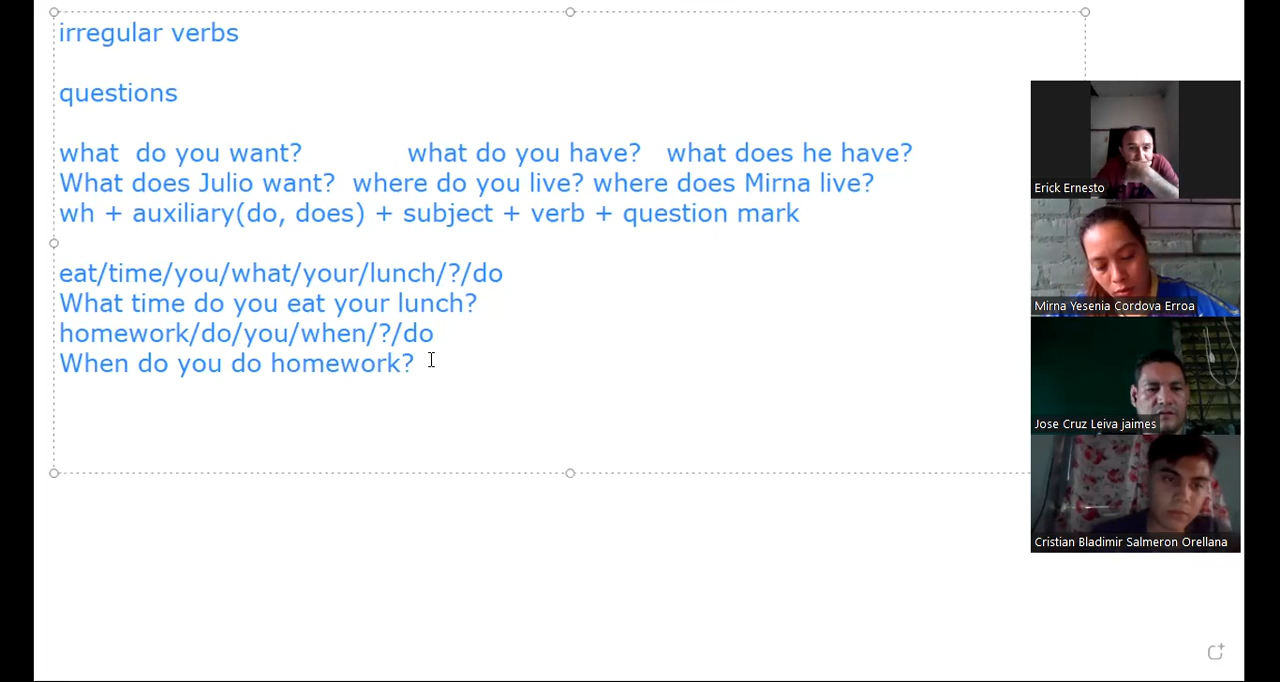 irregular verbs
questions
what do you want? what do you have? what does he have?
What does Julio want? where do you live? where does Mirna live?
wh + auxiliary(do, does) + subject + verb + question mark
eat/time/you/what/your/lunch/?/do
What time do you eat your lunch?
homework/do/you/when/?/do
When do you do homework?
Erick Ernesto
Mirna Yesenia Cordova Erroa
Jose Cruz Leiva jaimes
Cristian Bladimir Salmeron Orellana